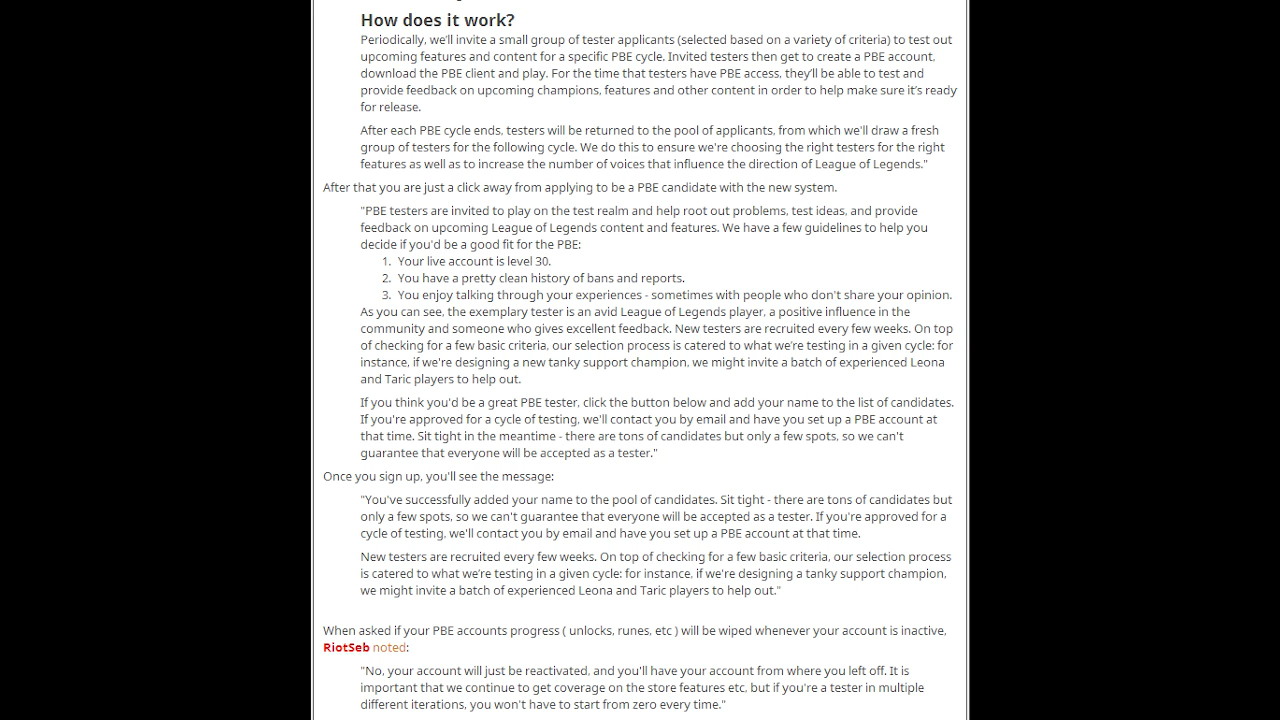 How does it work?
Periodically, we'll invite a small group of tester applicants (selected based on a variety of criteria) to test out
upcoming features and content for a specific PBE cycle. Invited testers then get to create a PBE account,
download the PBE client and play. For the time that testers have PBE access, they'll be able to test and
provide feedback on upcoming champions, features and other content in order to help make sure it's ready
for release.
After each PBE cycle ends, testers will be returned to the pool of applicants, from which we'll draw a fresh
group of testers for the following cycle. We do this to ensure we're choosing the right testers for the right
features as well as to increase the number of voices that influence the direction of League of Legends."
After that you are just a click away from applying to be a PBE candidate with the new system.
"PBE testers are invited to play on the test realm and help root out problems, test ideas, and provide
feedback on upcoming League of Legends content and features. We have a few guidelines to help you
decide if you'd be a good fit for the PBE:
1. Your live account is level 30.
2. You have a pretty clean history of bans and reports.
3. You enjoy talking through your experiences - sometimes with people who don't share your opinion.
As you can see, the exemplary tester is an avid League of Legends player, a positive influence in the
community and someone who gives excellent feedback. New testers are recruited every few weeks. On top
of checking for a few basic criteria, our selection process is catered to what we're testing in a given cycle: for
instance, if we're designing a new tanky support champion, we might invite a batch of experienced Leona
and Taric players to help out.
If you think you'd be a great PBE tester, click the button below and add your name to the list of candidates.
If you're approved for a cycle of testing, we'll contact you by email and have you set up a PBE account at
that time. Sit tight in the meantime - there are tons of candidates but only a few spots, so we can't
guarantee that everyone will be accepted as a tester."
Once you sign up, you'll see the message:
"You've successfully added your name to the pool of candidates. Sit tight - there are tons of candidates but
only a few spots, so we can't guarantee that everyone will be accepted as a tester. If you're approved for a
cycle of testing, we'll contact you by email and have you set up a PBE account at that time.
New testers are recruited every few weeks. On top of checking for a few basic criteria, our selection process
is catered to what we're testing in a given cycle: for instance, if we're designing a tanky support champion,
we might invite a batch of experienced Leona and Taric players to help out."
When asked if your PBE accounts progress ( unlocks, runes, etc ) will be wiped whenever your account is inactive,
RiotSeb noted:
"No, your account will just be reactivated, and you'll have your account from where you left off. It is
important that we continue to get coverage on the store features etc, but if you're a tester in multiple
different iterations, you won't have to start from zero every time."